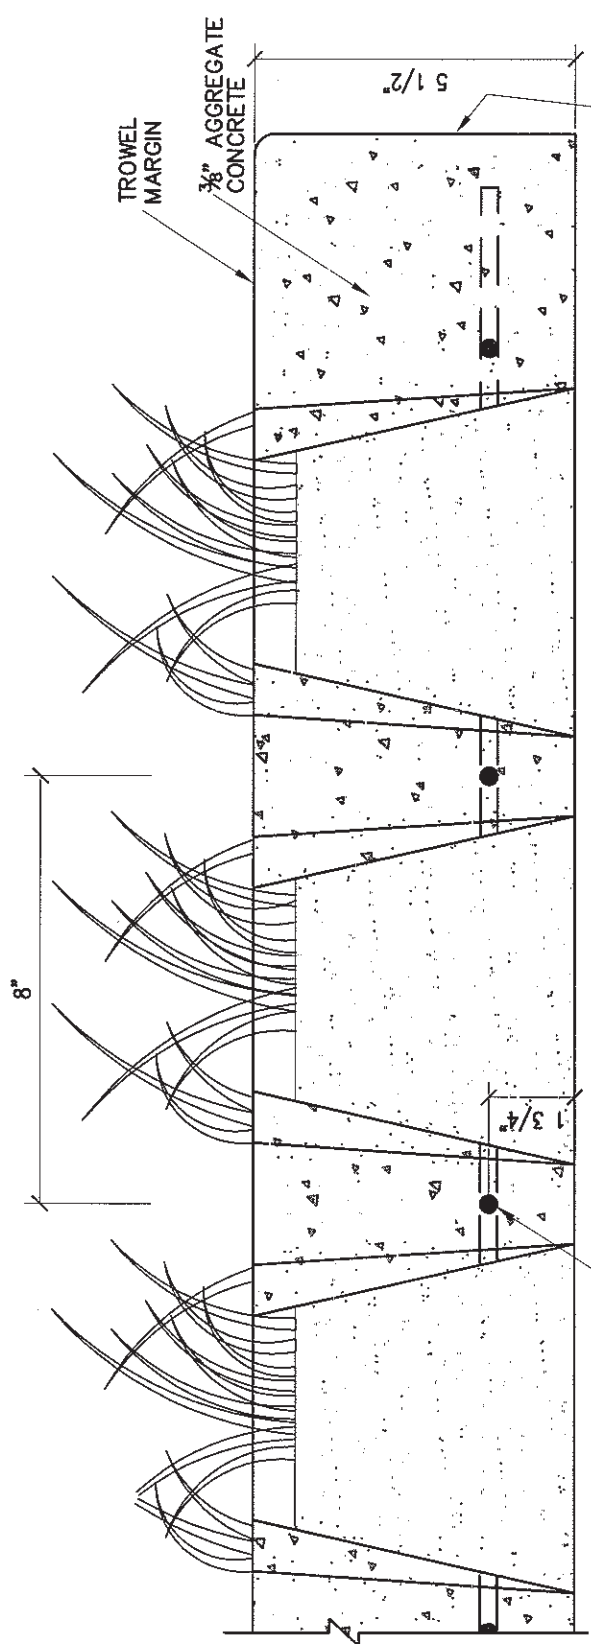 TROWEL
MARGIN
3/8" AGGREGATE
CONCRETE
5 1/2"
8"
1 3/4"